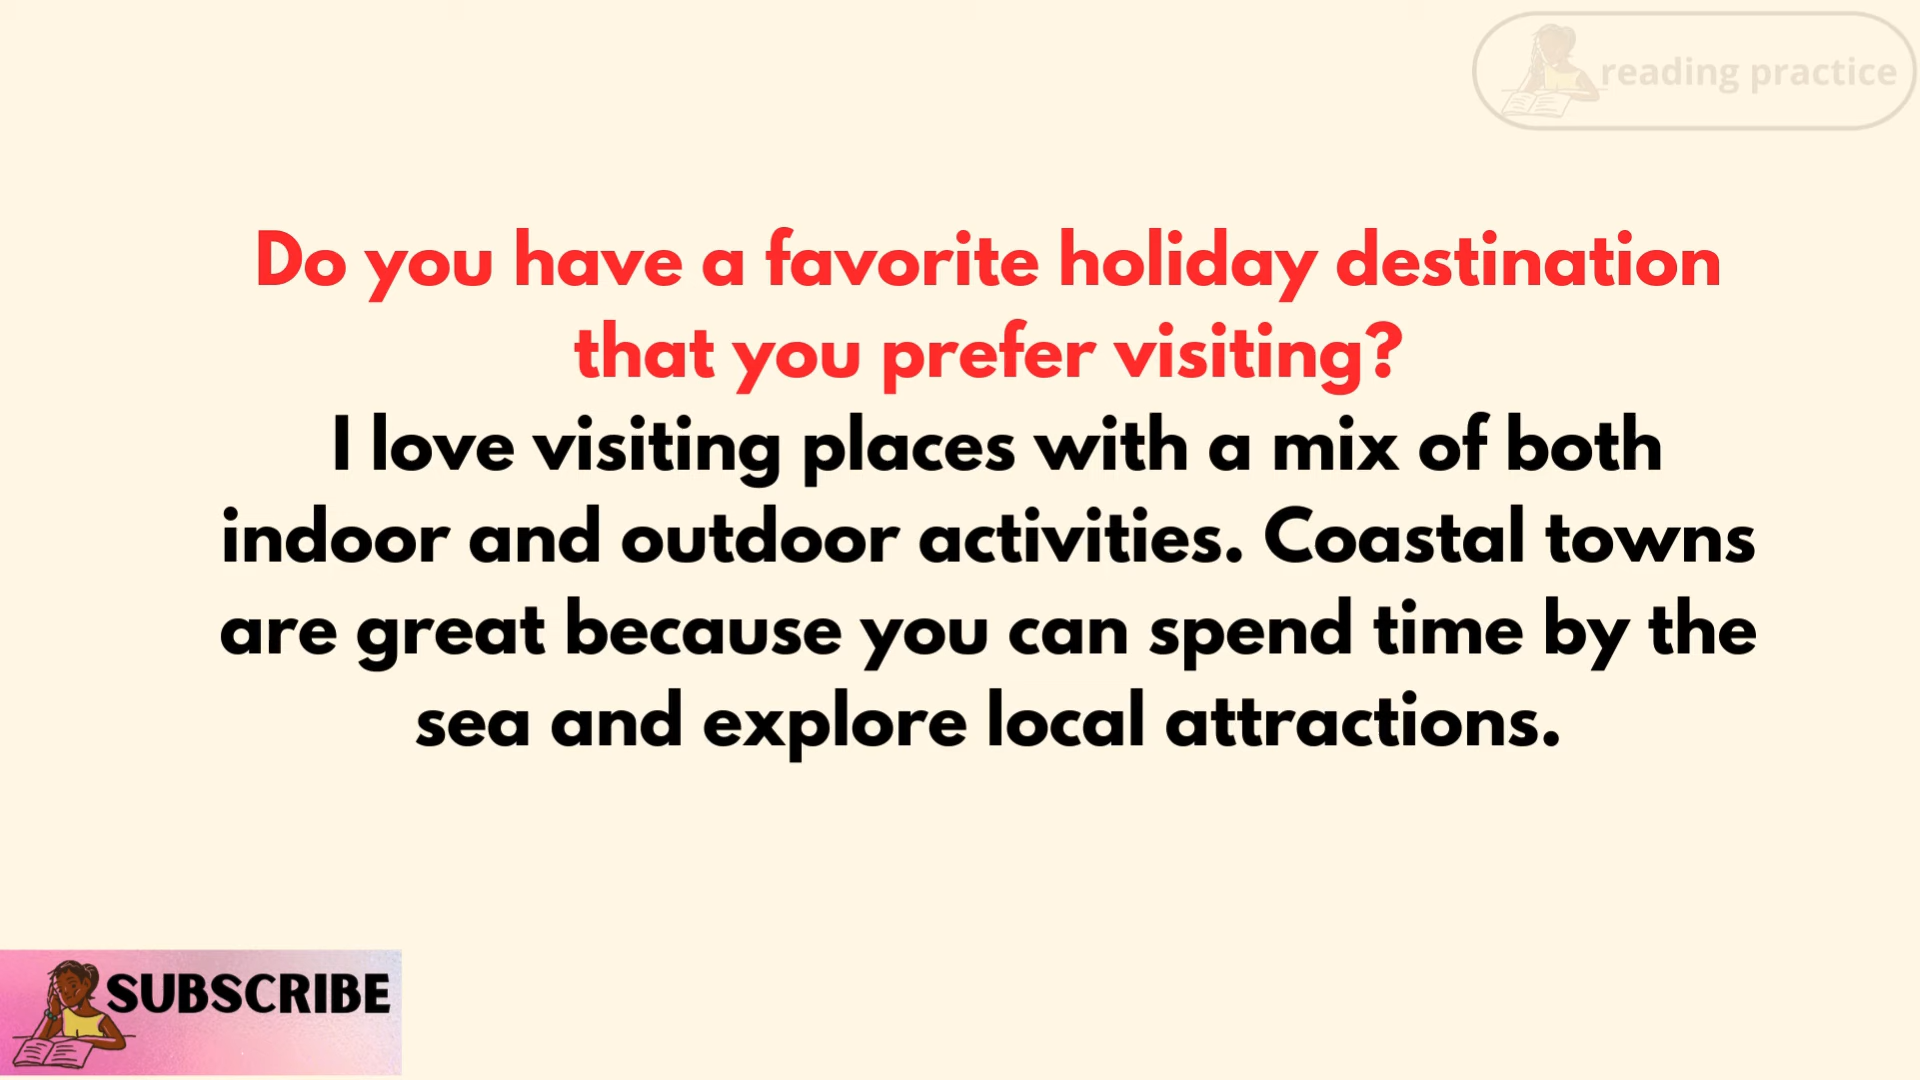 reading practice
Do you have a favorite holiday destination
that you prefer visiting?
I love visiting places with a mix of both
indoor and outdoor activities. Coastal towns
are great because you can spend time by the
sea and explore local attractions.
SUBSCRIBE